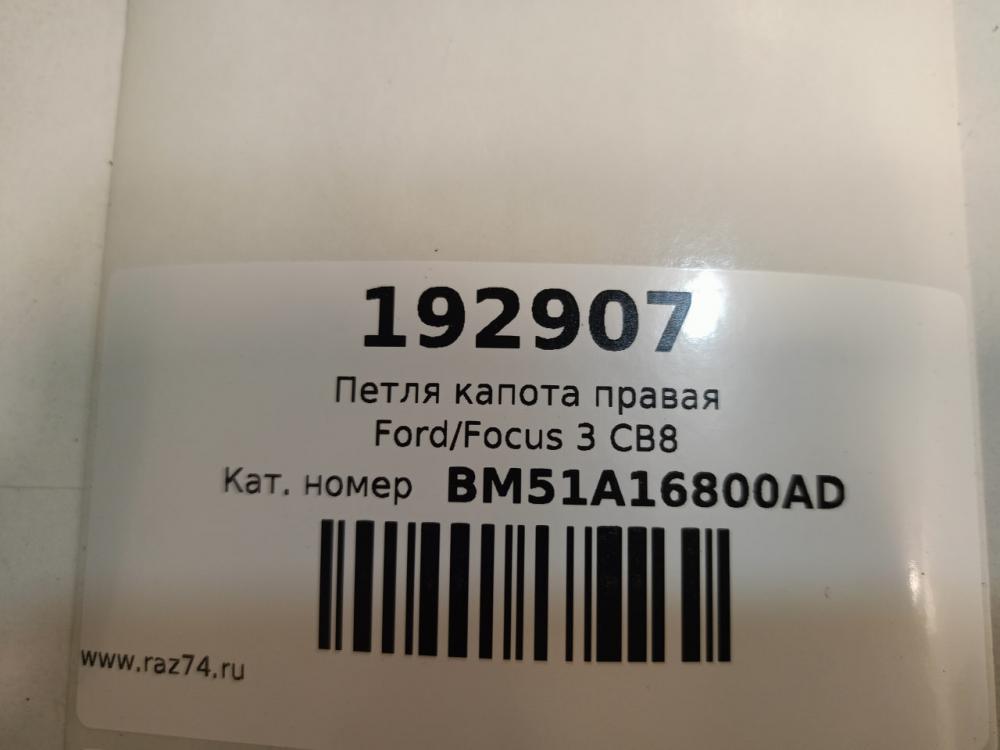 192907
Петля капота правая
Ford/Focus 3 CB8
Кат. номер BM51A16800AD
www.raz74.ru